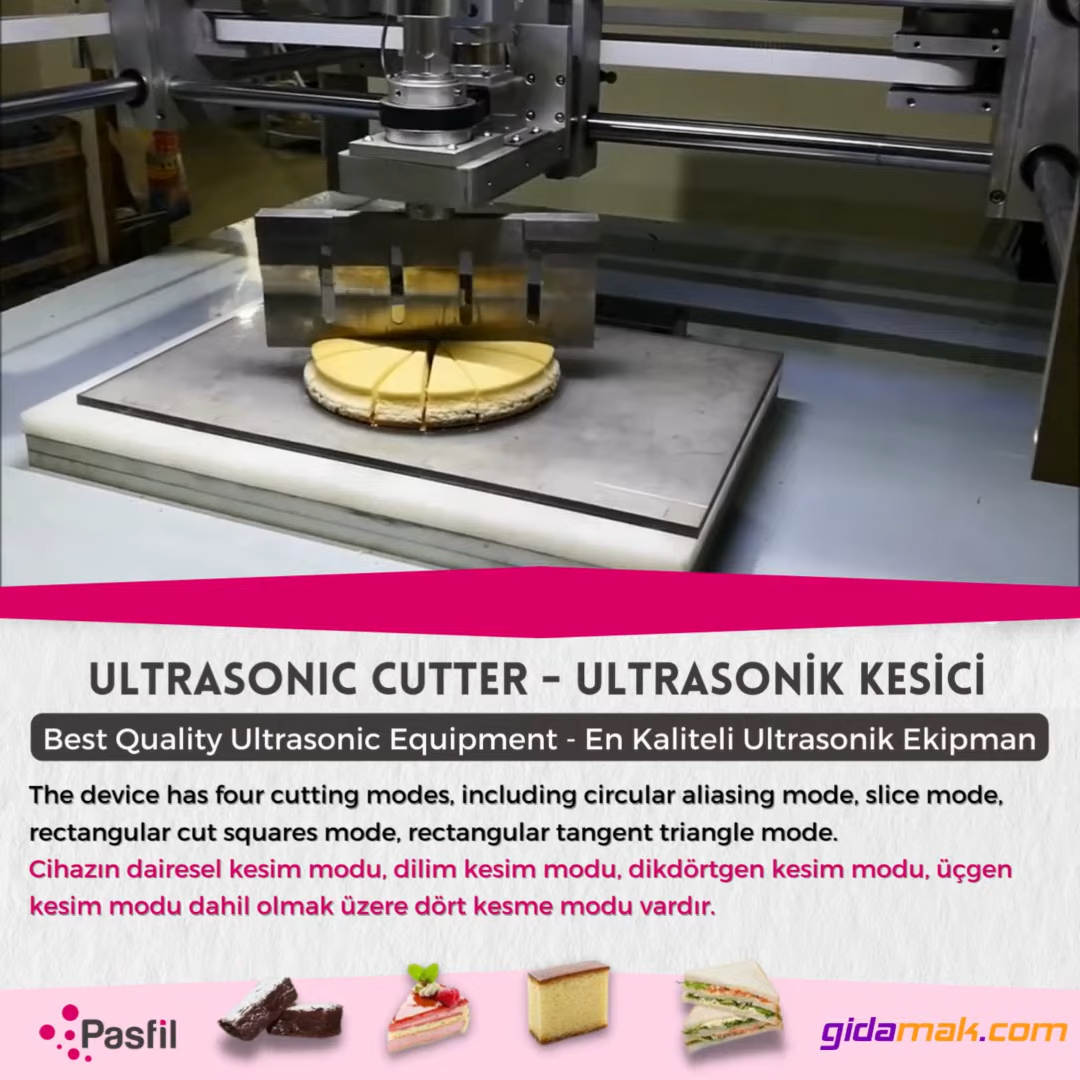 ULTRASONIC CUTTER - ULTRASONİK KESİCİ
Best Quality Ultrasonic Equipment - En Kaliteli Ultrasonik Ekipman
The device has four cutting modes, including circular aliasing mode, slice mode,
rectangular cut squares mode, rectangular tangent triangle mode.
Cihazın dairesel kesim modu, dilim kesim modu, dikdörtgen kesim modu, üçgen
kesim modu dahil olmak üzere dört kesme modu vardır.
Pasfil
gidamak.com